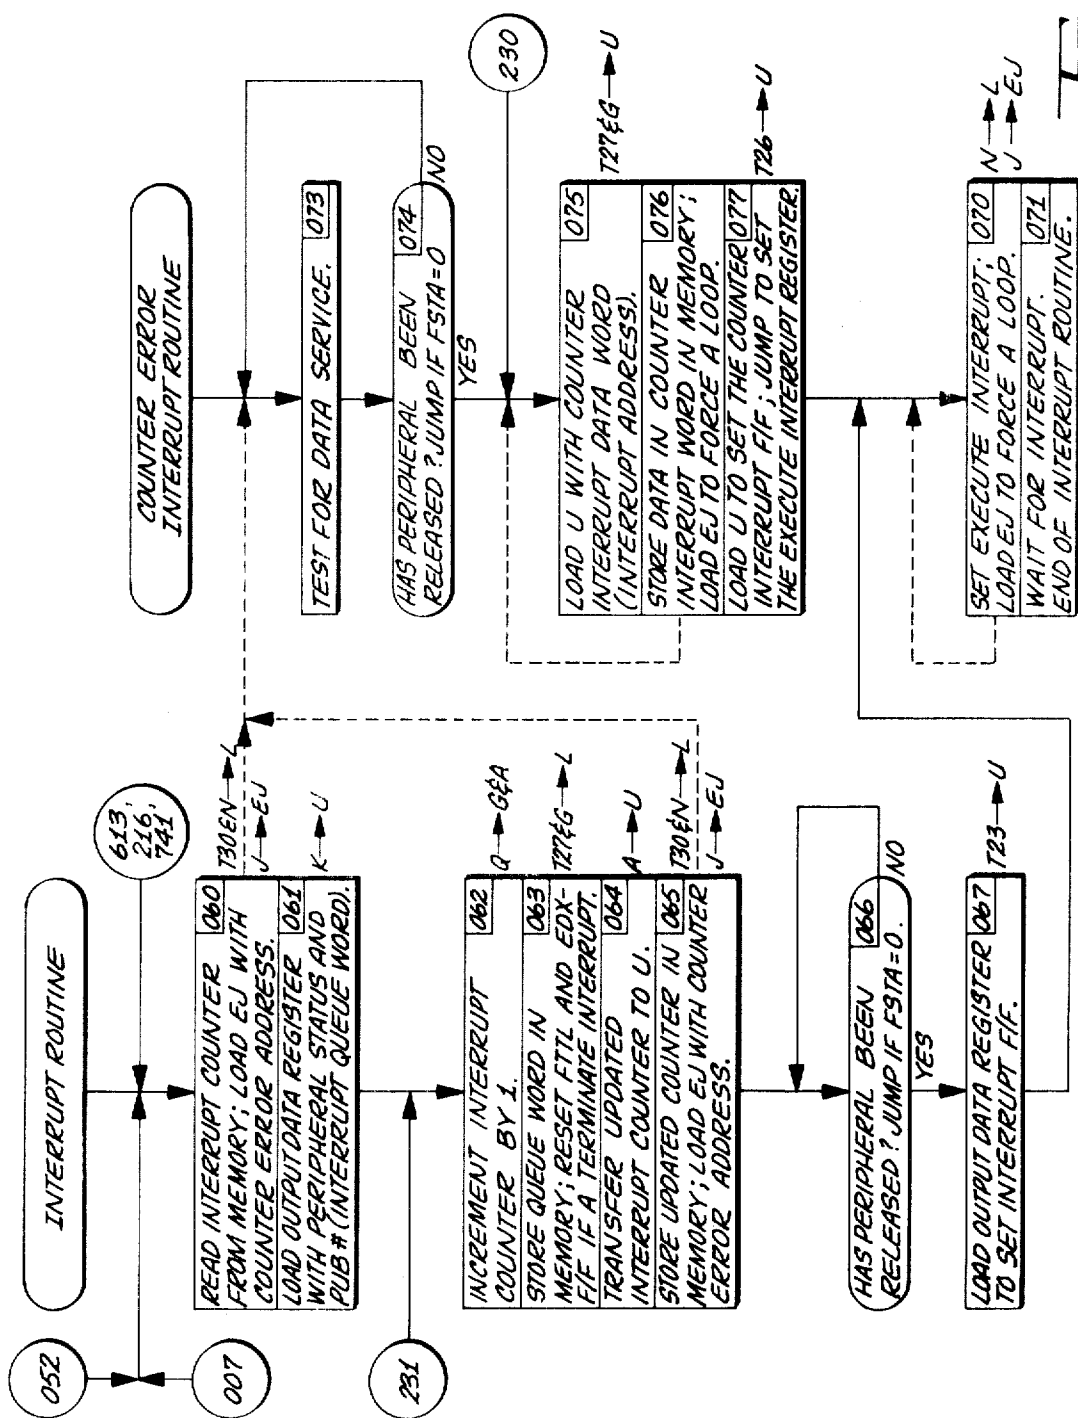 INTERRUPT ROUTINE
052
007
613,
216,
741
READ INTERRUPT COUNTER 060
FROM MEMORY; LOAD EJ WITH
COUNTER ERROR ADDRESS.
T30&N → L
J → EJ
LOAD OUTPUT DATA REGISTER 061
WITH PERIPHERAL STATUS AND
PUB # (INTERRUPT QUEUE WORD).
K → U
231
INCREMENT INTERRUPT 062
COUNTER BY 1.
Q → G&A
STORE QUEUE WORD IN 063
MEMORY; RESET FTTL AND EDX-
F/F IF A TERMINATE INTERRUPT.
T27&G → L
TRANSFER UPDATED 064
INTERRUPT COUNTER TO U.
A → U
STORE UPDATED COUNTER IN 065
MEMORY; LOAD EJ WITH COUNTER
ERROR ADDRESS.
T30&N → L
J → EJ
HAS PERIPHERAL BEEN 066
RELEASED? JUMP IF FSTA=0.
NO
YES
LOAD OUTPUT DATA REGISTER 067
TO SET INTERRUPT F/F.
T23 → U
COUNTER ERROR
INTERRUPT ROUTINE
TEST FOR DATA SERVICE. 073
HAS PERIPHERAL BEEN 074
RELEASED? JUMP IF FSTA=0
NO
YES
230
LOAD U WITH COUNTER 075
INTERRUPT DATA WORD
(INTERRUPT ADDRESS).
T27&G → U
STORE DATA IN COUNTER 076
INTERRUPT WORD IN MEMORY;
LOAD EJ TO FORCE A LOOP.
LOAD U TO SET THE COUNTER 077
INTERRUPT F/F; JUMP TO SET
THE EXECUTE INTERRUPT REGISTER.
T26 → U
SET EXECUTE INTERRUPT; 070
LOAD EJ TO FORCE A LOOP.
N → L
J → EJ
WAIT FOR INTERRUPT. 071
END OF INTERRUPT ROUTINE.